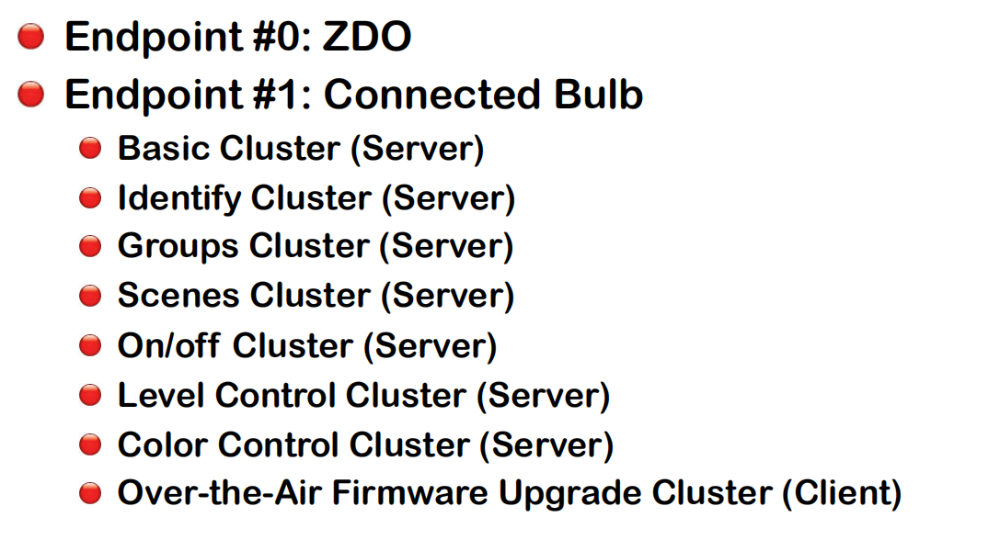 Endpoint #0: ZDO
Endpoint #1: Connected Bulb
Basic Cluster (Server)
Identify Cluster (Server)
Groups Cluster (Server)
Scenes Cluster (Server)
On/off Cluster (Server)
Level Control Cluster (Server)
Color Control Cluster (Server)
Over-the-Air Firmware Upgrade Cluster (Client)